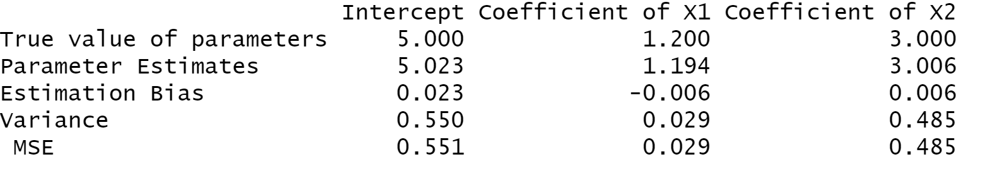 Intercept Coefficient of X1 Coefficient of X2
True value of parameters 5.000 1.200 3.000
Parameter Estimates 5.023 1.194 3.006
Estimation Bias 0.023 -0.006 0.006
Variance 0.550 0.029 0.485
MSE 0.551 0.029 0.485